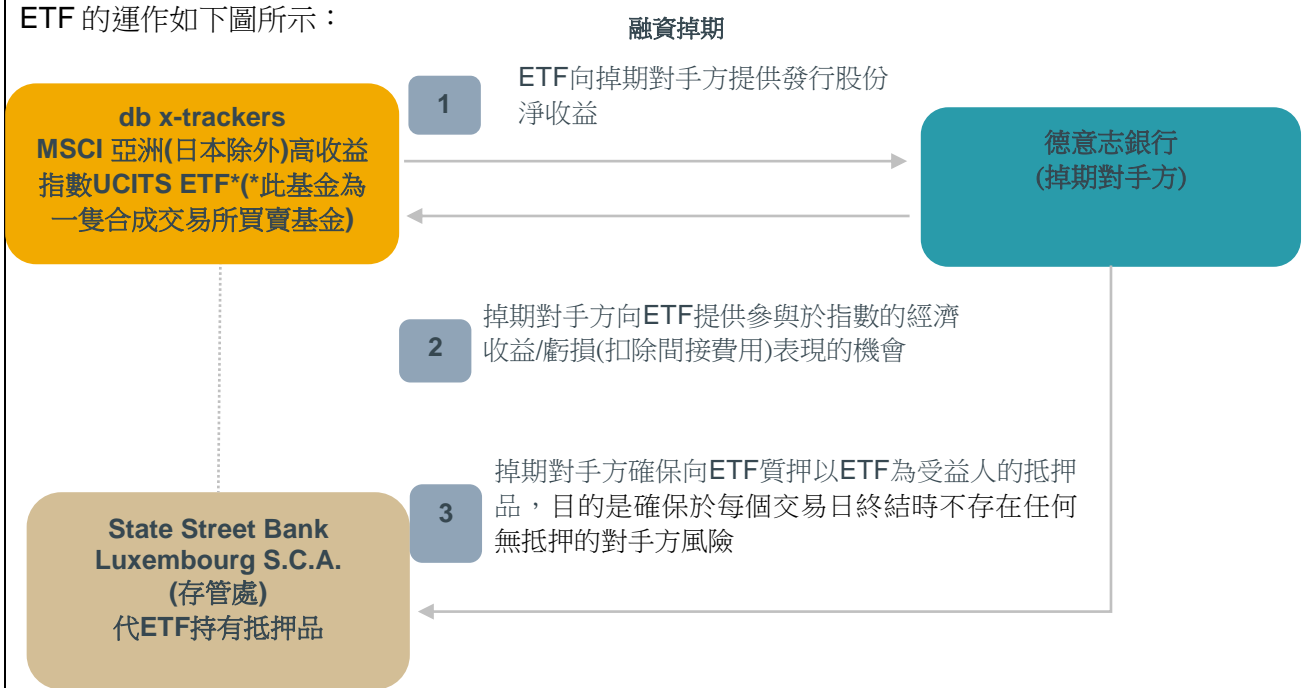 ETF 的運作如下圖所示：
融資掉期
1
ETF向掉期對手方提供發行股份
淨收益
db x-trackers
MSCI 亞洲(日本除外)高收益
指數UCITS ETF*(*此基金為
一隻合成交易所買賣基金)
德意志銀行
(掉期對手方)
2
掉期對手方向ETF提供參與於指數的經濟
收益/虧損(扣除間接費用)表現的機會
3
掉期對手方確保向ETF質押以ETF為受益人的抵押
品，目的是確保於每個交易日終結時不存在任何
無抵押的對手方風險
State Street Bank
Luxembourg S.C.A.
(存管處)
代ETF持有抵押品